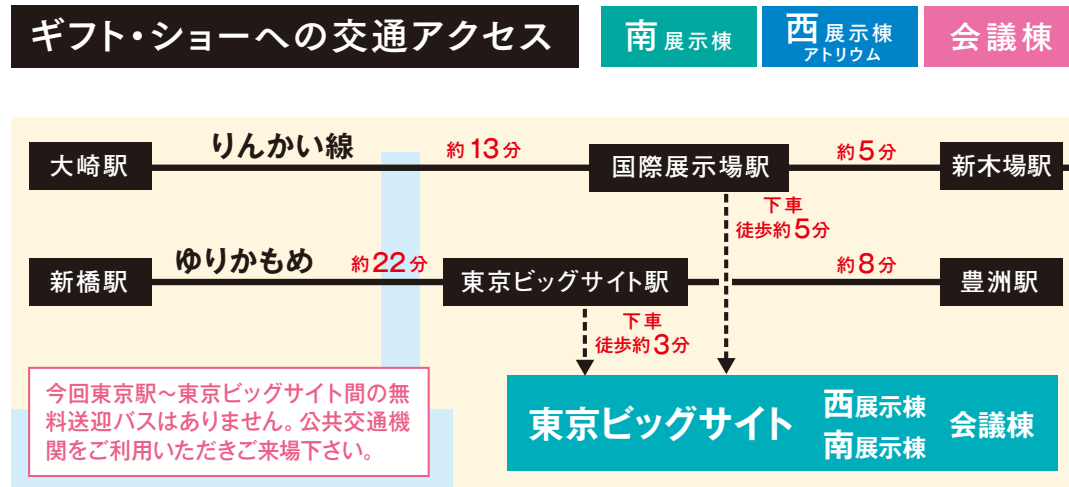 ギフト・ショーへの交通アクセス
南展示棟
西展示棟
アトリウム
会議棟
りんかい線
約13分
約5分
大崎駅
国際展示場駅
新木場駅
下車
徒歩約5分
ゆりかもめ
約22分
約8分
新橋駅
東京ビッグサイト駅
豊洲駅
下車
徒歩約3分
今回東京駅～東京ビッグサイト間の無
料送迎バスはありません。公共交通機
関をご利用いただきご来場下さい。
東京ビッグサイト
西展示棟
南展示棟
会議棟